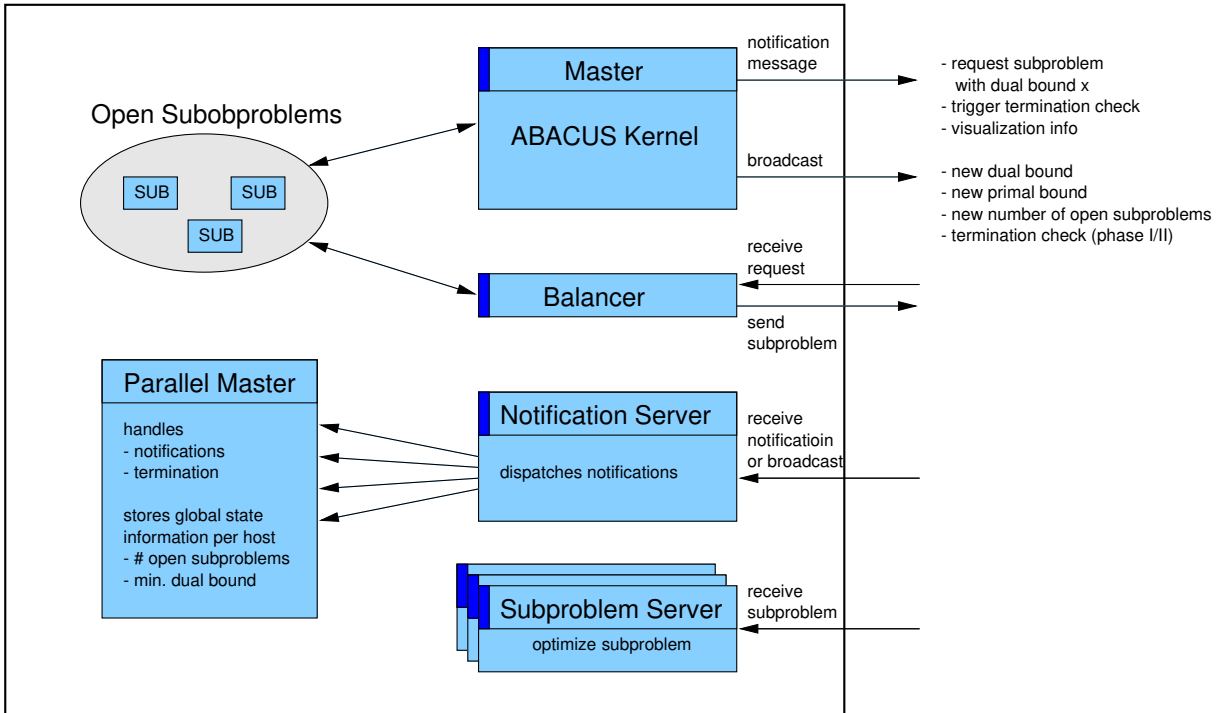 Open Subobproblems
SUB
SUB
SUB
Master
ABACUS Kernel
notification
message
- request subproblem
with dual bound x
- trigger termination check
- visualization info
broadcast
- new dual bound
- new primal bound
- new number of open subproblems
- termination check (phase I/II)
Balancer
receive
request
send
subproblem
Parallel Master
handles
- notifications
- termination
stores global state
information per host
- # open subproblems
- min. dual bound
Notification Server
dispatches notifications
receive
notificatioin
or broadcast
Subproblem Server
optimize subproblem
receive
subproblem